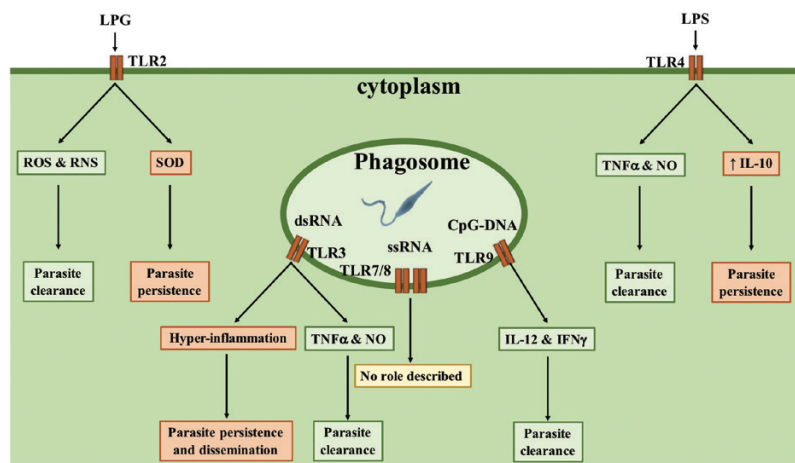 LPG
LPS
TLR2
TLR4
cytoplasm
ROS & RNS
SOD
Phagosome
TNFα & NO
↑ IL-10
dsRNA
CpG-DNA
ssRNA
TLR3
TLR7/8
TLR9
Parasite
clearance
Parasite
persistence
Parasite
clearance
Parasite
persistence
Hyper-inflammation
TNFα & NO
IL-12 & IFNγ
No role described
Parasite persistence
and dissemination
Parasite
clearance
Parasite
clearance